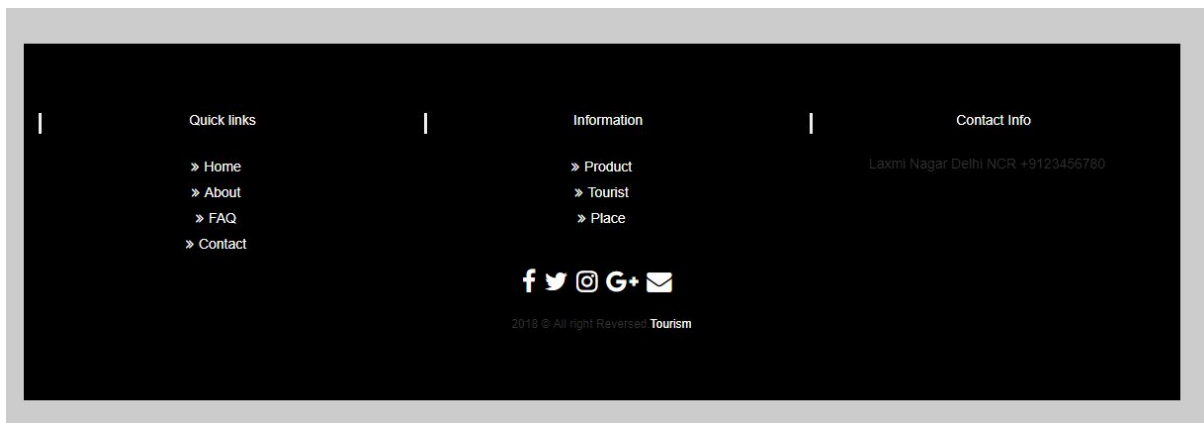 Quick links
» Home
» About
» FAQ
» Contact
Information
» Product
» Tourist
» Place
Contact Info
Laxmi Nagar Delhi NCR +9123456780
2018 © All right Reversed Tourism